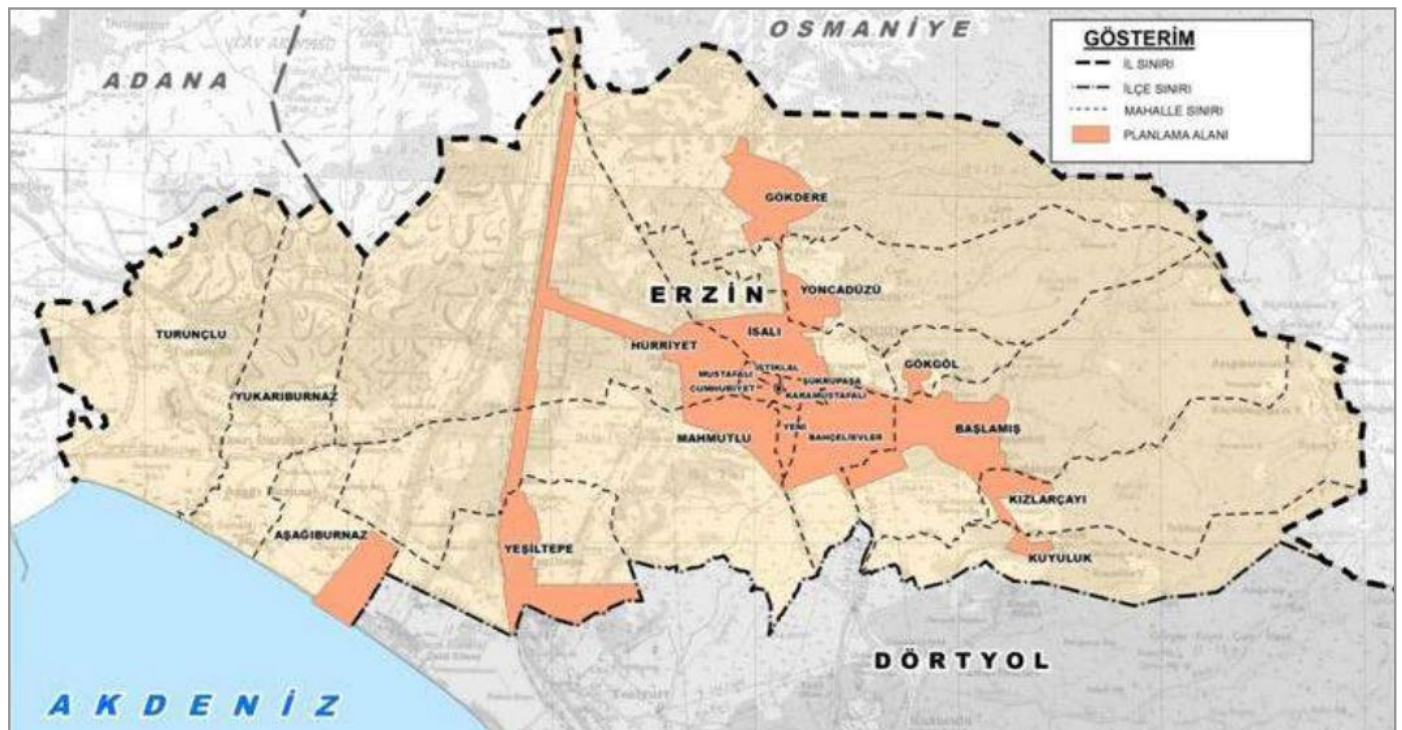 OSMANİYE
ADANA
GÖSTERİM
İL SINIRI
İLÇE SINIRI
MAHALLE SINIRI
PLANLAMA ALANI
GÖKDERE
ERZİN
YONCADÜZÜ
TURUNÇLU
İSALI
HÜRRİYET
GÖKGÖL
İSTİKLAL
MUSTAFALI
ŞÜKRÜPAŞA
CUMHURİYET
KARAMUSTAFALI
YUKARIBURNAZ
YENİ
BAŞLAMIŞ
MAHMUTLU
BAHÇELİEVLER
KIZLARÇAYI
AŞAĞIBURNAZ
YEŞİLTEPE
KUYULUK
DÖRTYOL
AKDENİZ